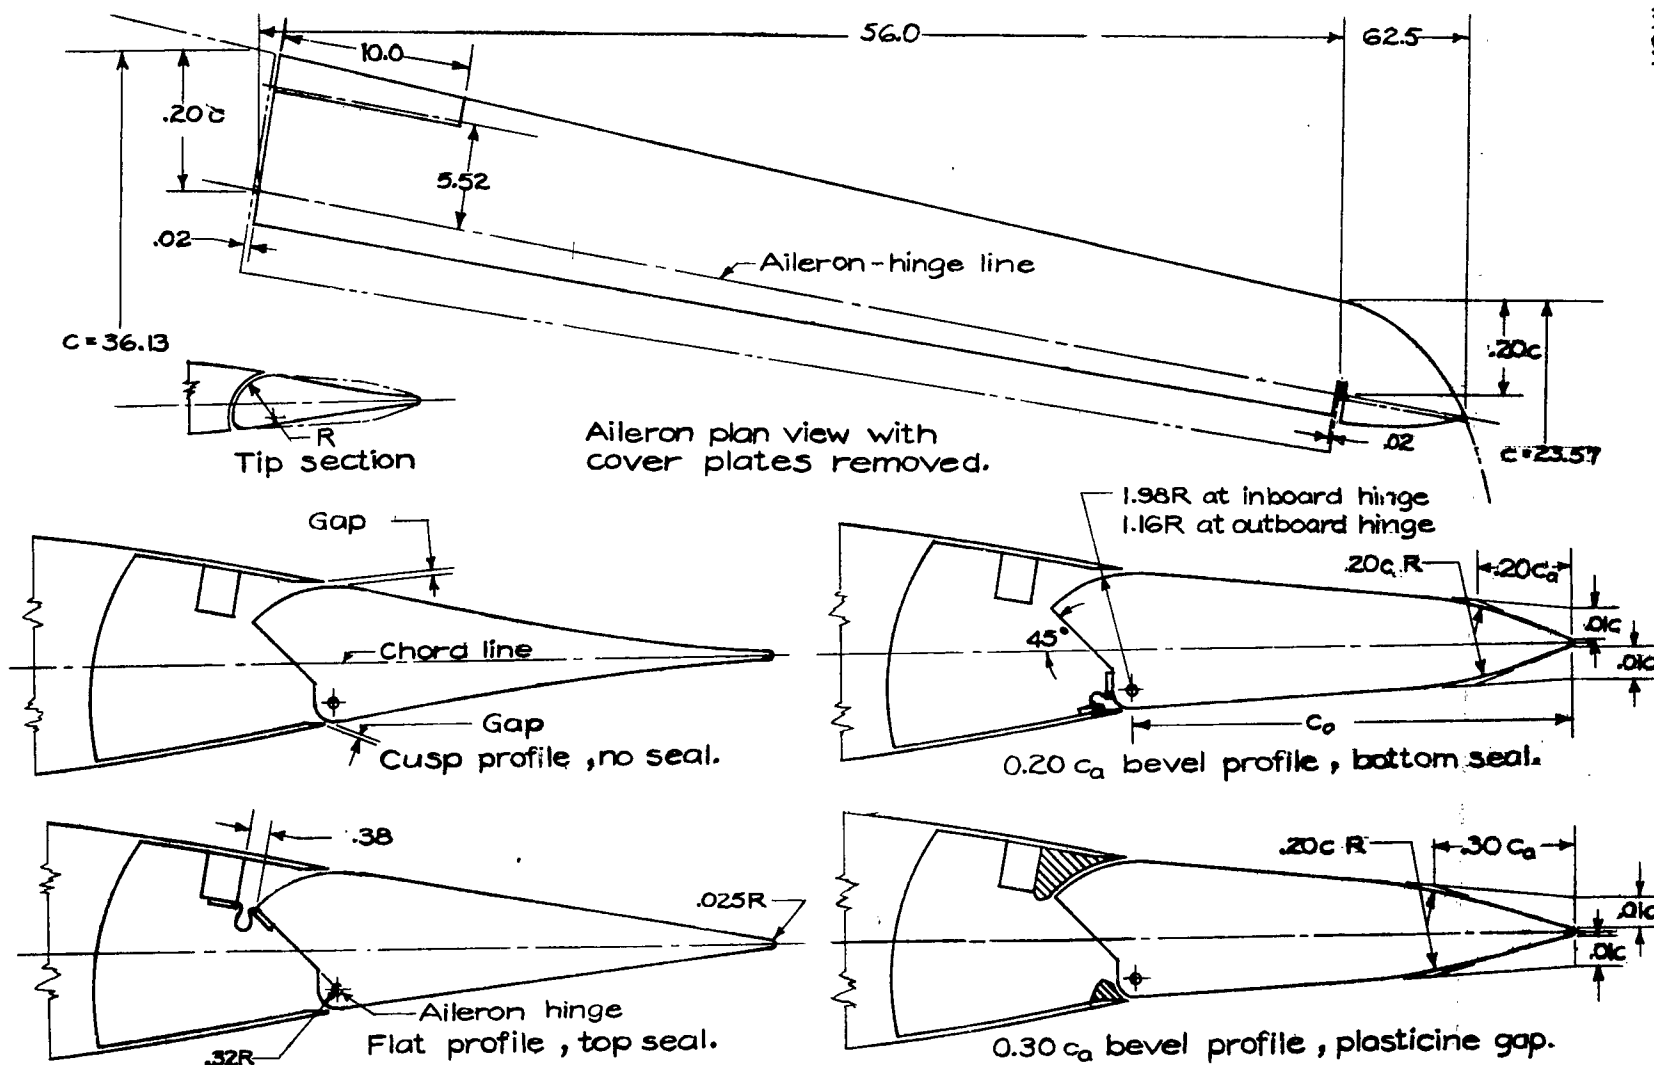 56.0
62.5
10.0
.20c
5.52
.02
Aileron-hinge line
C=36.13
.20c
.02
c=23.57
R
Tip section
Aileron plan view with
cover plates removed.
Gap
Chord line
Gap
Cusp profile, no seal.
1.98R at inboard hinge
1.16R at outboard hinge
.20c R
.20cₐ
.01c
.01c
45°
Cₐ
0.20 cₐ bevel profile, bottom seal.
.38
.025R
Aileron hinge
.32R
Flat profile, top seal.
.20c R
.30 cₐ
.01c
.01c
0.30 cₐ bevel profile, plasticine gap.